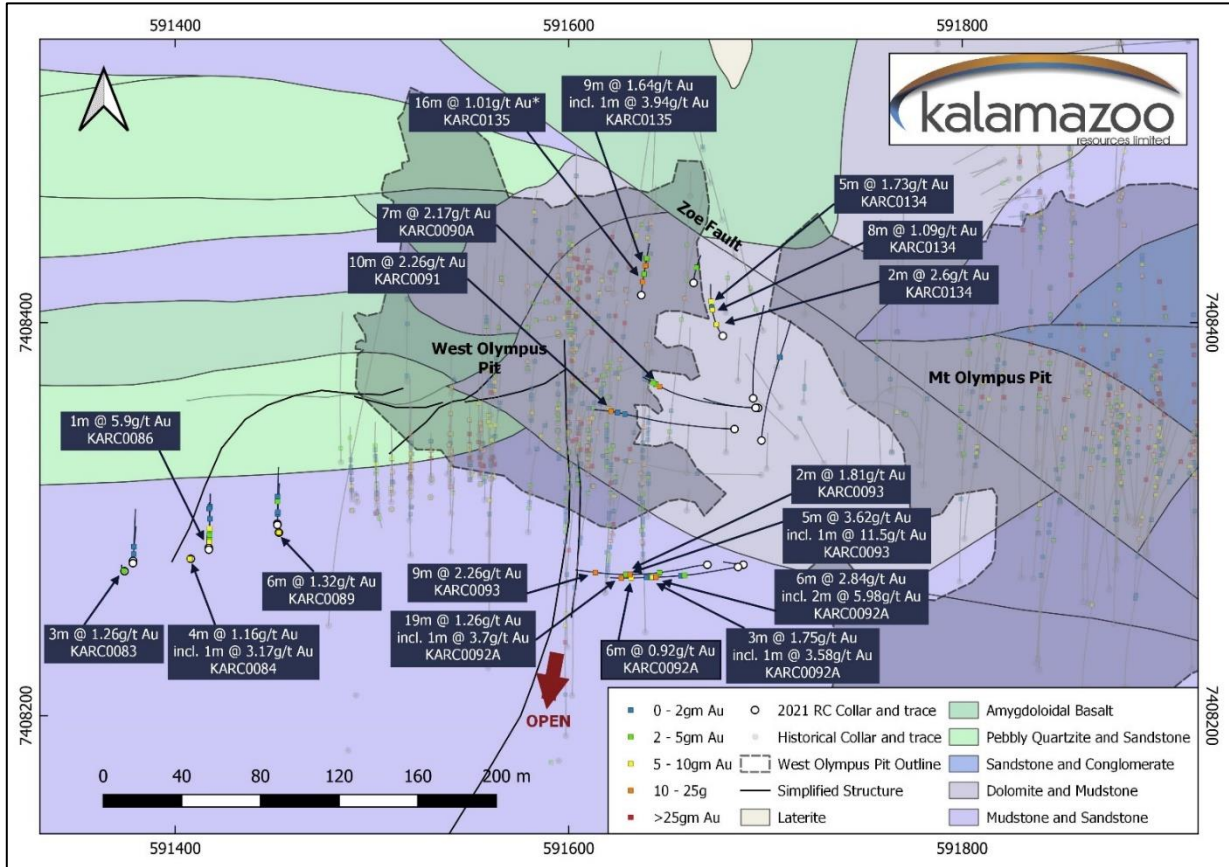 591400
591600
591800
kalamazoo
resources limited
16m @ 1.01g/t Au*
KARC0135
9m @ 1.64g/t Au
incl. 1m @ 3.94g/t Au
KARC0135
5m @ 1.73g/t Au
KARC0134
7m @ 2.17g/t Au
KARC0090A
Zoe Fault
8m @ 1.09g/t Au
KARC0134
10m @ 2.26g/t Au
KARC0091
2m @ 2.6g/t Au
KARC0134
7408400
7408400
West Olympus
Pit
Mt Olympus Pit
1m @ 5.9g/t Au
KARC0086
2m @ 1.81g/t Au
KARC0093
5m @ 3.62g/t Au
incl. 1m @ 11.5g/t Au
KARC0093
9m @ 2.26g/t Au
KARC0093
6m @ 1.32g/t Au
KARC0089
6m @ 2.84g/t Au
incl. 2m @ 5.98g/t Au
KARC0092A
3m @ 1.26g/t Au
KARC0083
4m @ 1.16g/t Au
incl. 1m @ 3.17g/t Au
KARC0084
19m @ 1.26g/t Au
incl. 1m @ 3.7g/t Au
KARC0092A
6m @ 0.92g/t Au
KARC0092A
3m @ 1.75g/t Au
incl. 1m @ 3.58g/t Au
KARC0092A
OPEN
7408200
7408200
0 40 80 120 160 200 m
0 - 2gm Au
2 - 5gm Au
5 - 10gm Au
10 - 25g
>25gm Au
2021 RC Collar and trace
Historical Collar and trace
West Olympus Pit Outline
Simplified Structure
Laterite
Amygdoloidal Basalt
Pebbly Quartzite and Sandstone
Sandstone and Conglomerate
Dolomite and Mudstone
Mudstone and Sandstone
591400
591600
591800